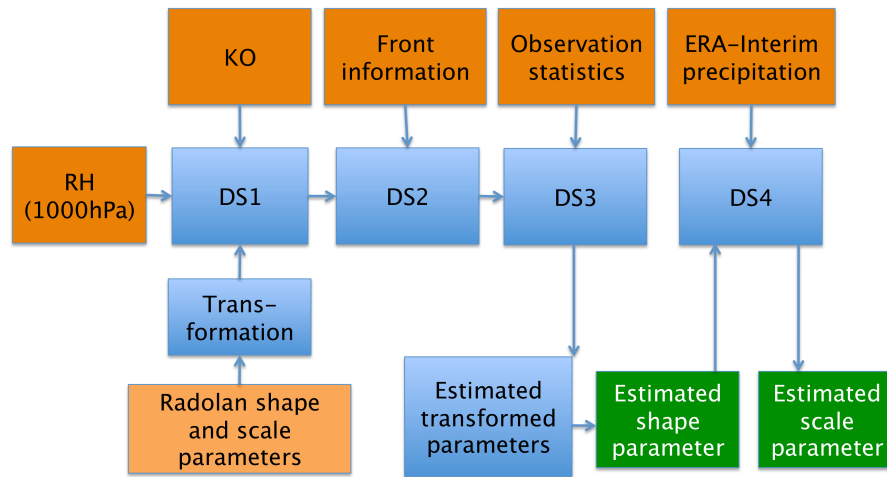 KO
Front
information
Observation
statistics
ERA–Interim
precipitation
RH
(1000hPa)
DS1
DS2
DS3
DS4
Trans-
formation
Radolan shape
and scale
parameters
Estimated
transformed
parameters
Estimated
shape
parameter
Estimated
scale
parameter